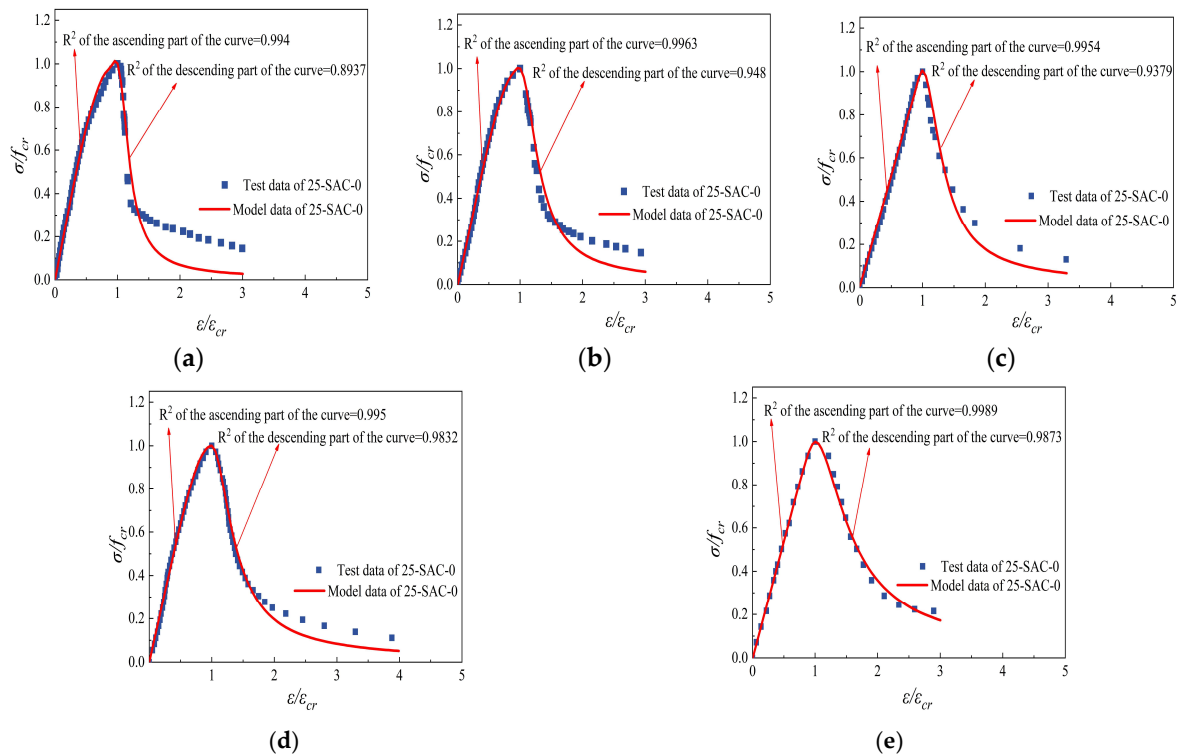 R² of the ascending part of the curve=0.994
R² of the descending part of the curve=0.8937
Test data of 25-SAC-0
Model data of 25-SAC-0
σ/f_cr
1.2
1.0
0.8
0.6
0.4
0.2
0.0
0 1 2 3 4 5
ε/ε_cr
(a)
R² of the ascending part of the curve=0.9963
R² of the descending part of the curve=0.948
Test data of 25-SAC-0
Model data of 25-SAC-0
σ/f_cr
1.2
1.0
0.8
0.6
0.4
0.2
0.0
0 1 2 3 4 5
ε/ε_cr
(b)
R² of the ascending part of the curve=0.9954
R² of the descending part of the curve=0.9379
Test data of 25-SAC-0
Model data of 25-SAC-0
σ/f_cr
1.2
1.0
0.8
0.6
0.4
0.2
0.0
0 1 2 3 4 5
ε/ε_cr
(c)
R² of the ascending part of the curve=0.995
R² of the descending part of the curve=0.9832
Test data of 25-SAC-0
Model data of 25-SAC-0
σ/f_cr
1.2
1.0
0.8
0.6
0.4
0.2
0.0
1 2 3 4 5
ε/ε_cr
(d)
R² of the ascending part of the curve=0.9989
R² of the descending part of the curve=0.9873
Test data of 25-SAC-0
Model data of 25-SAC-0
σ/f_cr
1.2
1.0
0.8
0.6
0.4
0.2
0.0
0 1 2 3 4 5
ε/ε_cr
(e)